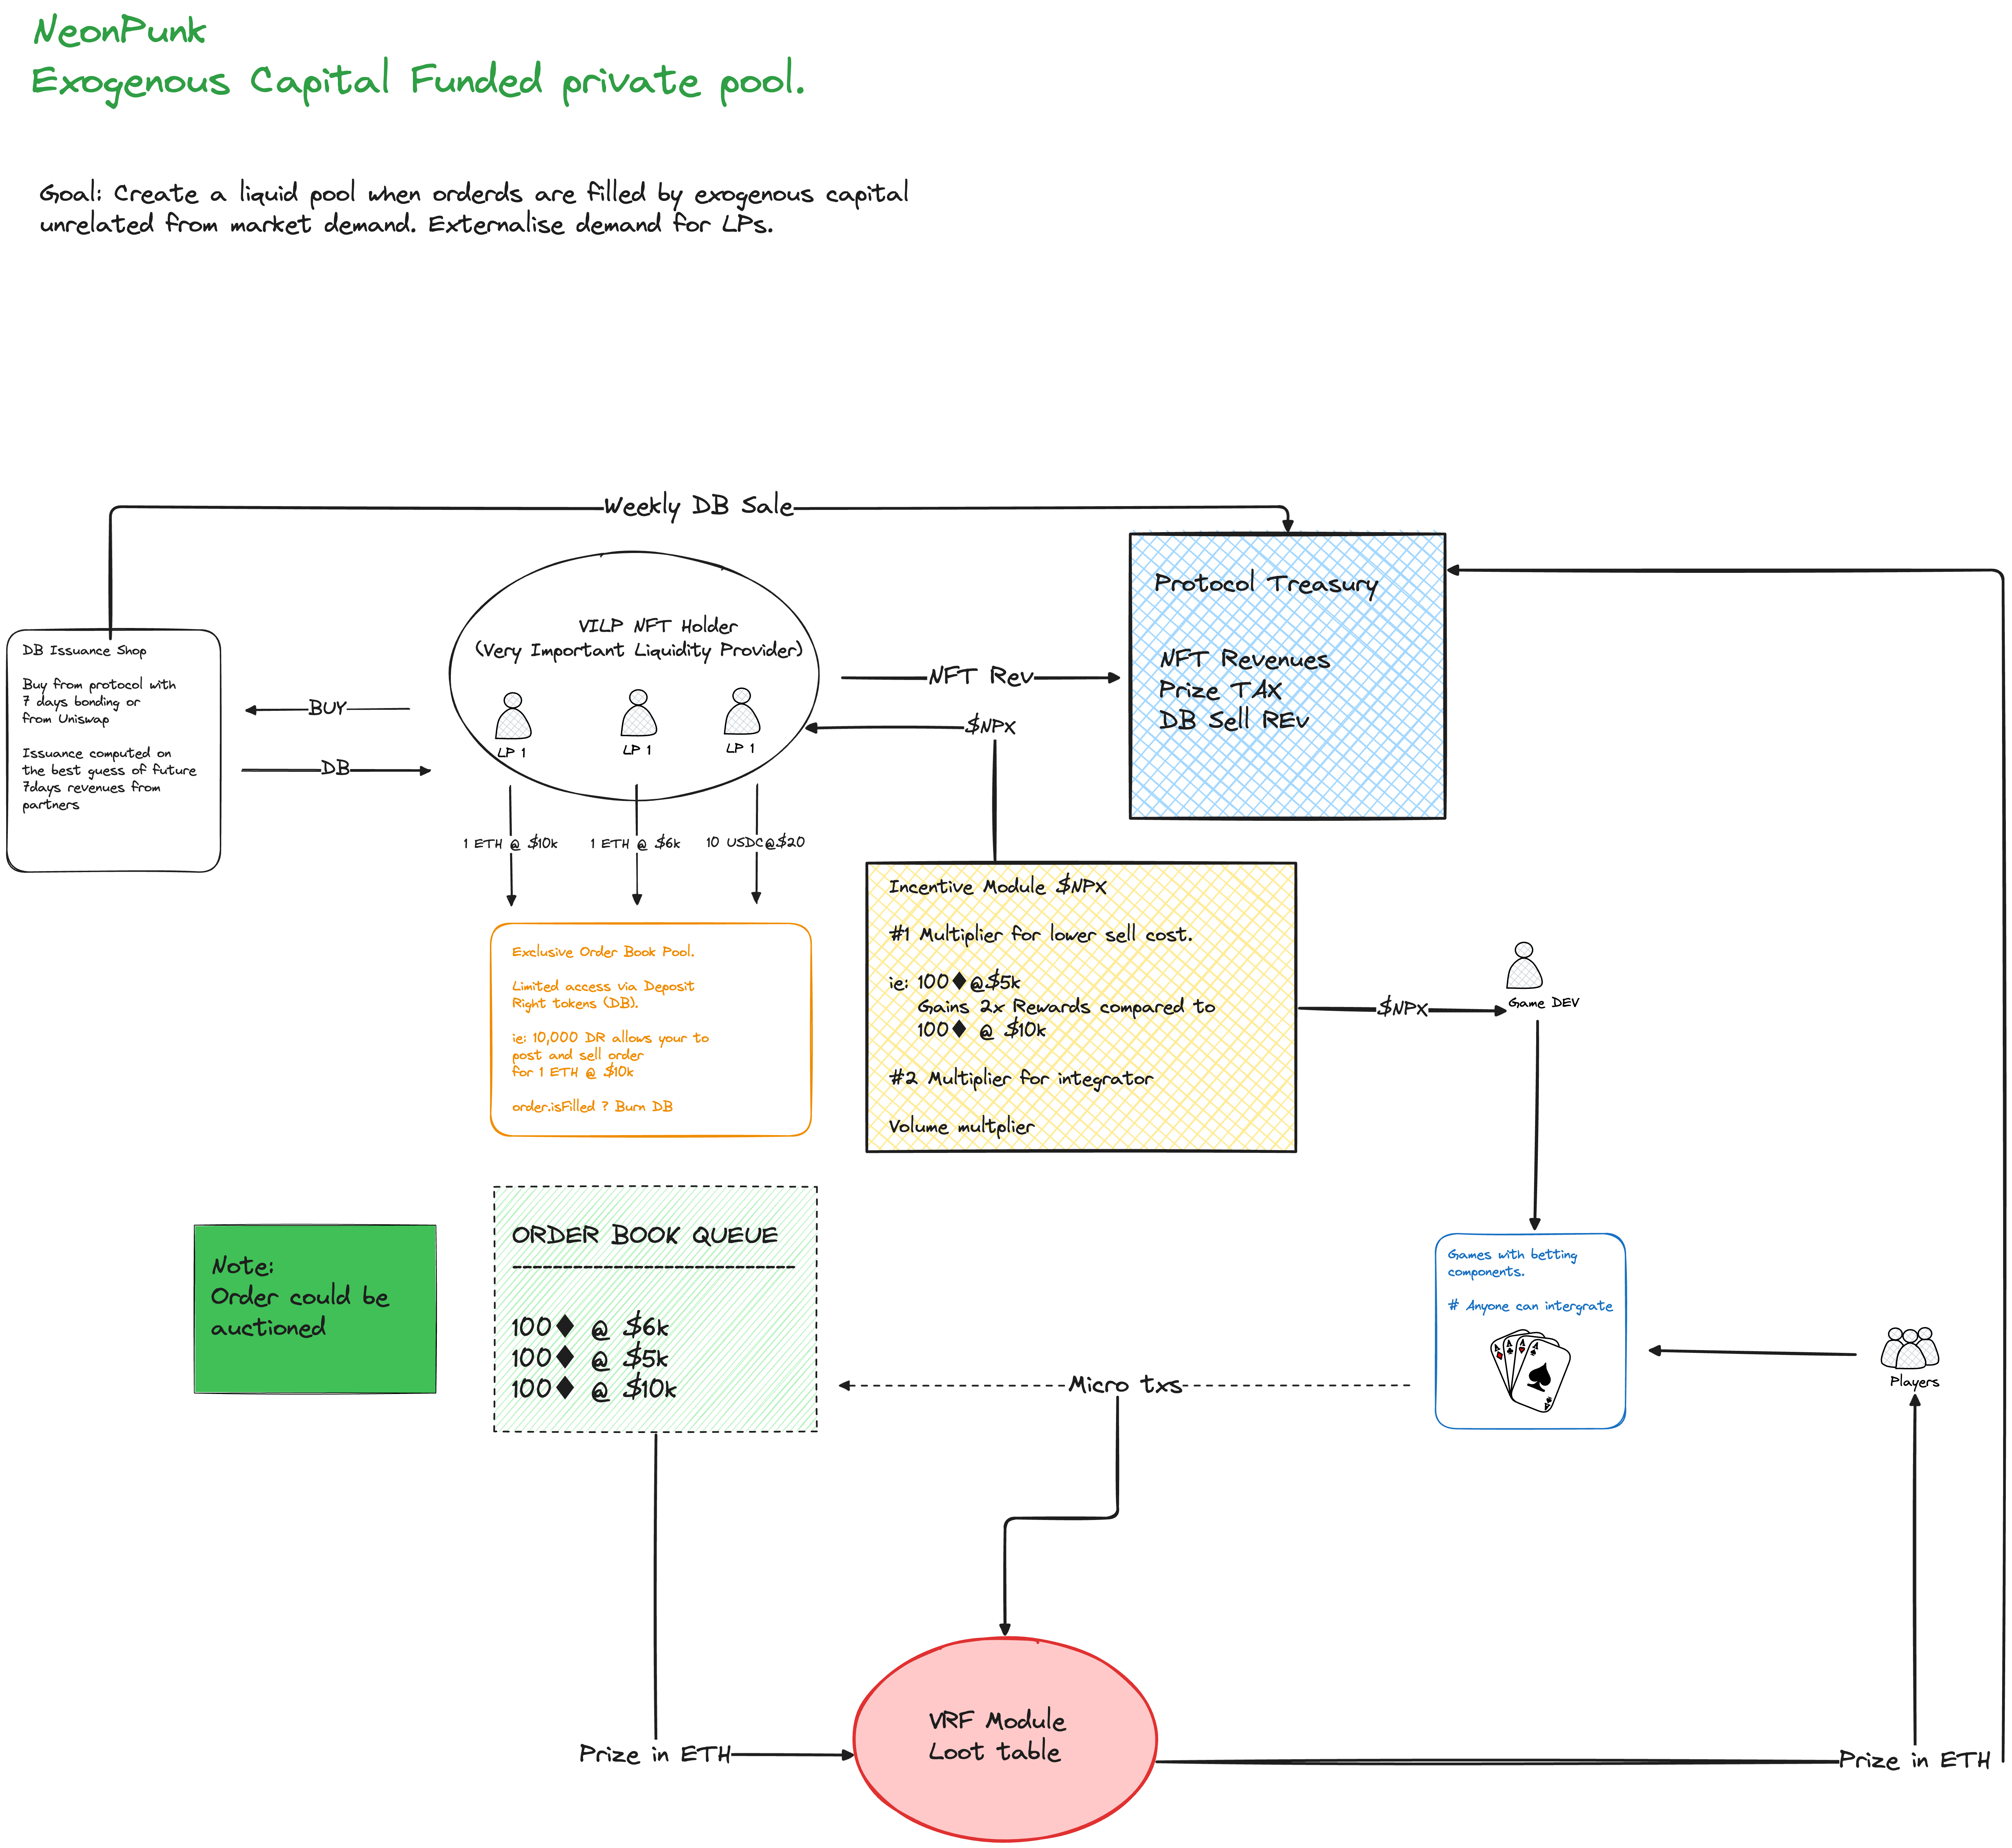 NeonPunk
Exogenous Capital Funded private pool.
Goal: Create a liquid pool when orderds are filled by exogenous capital
unrelated from market demand. Externalise demand for LPs.
Weekly DB Sale
DB Issuance Shop
Buy from protocol with
7 days bonding or
from Uniswap
Issuance computed on
the best guess of future
7days revenues from
partners
BUY
DB
VILP NFT Holder
(Very Important Liquidity Provider)
LP 1
LP 1
LP 1
1 ETH @ $10k
1 ETH @ $6k
10 USDC@$20
NFT Rev
$NPX
Protocol Treasury
NFT Revenues
Prize TAX
DB Sell REv
Exclusive Order Book Pool.
Limited access via Deposit
Right tokens (DB).
ie: 10,000 DR allows your to
post and sell order
for 1 ETH @ $10k
order.isFilled ? Burn DB
Incentive Module $NPX
#1 Multiplier for lower sell cost.
ie: 100♦@$5k
Gains 2x Rewards compared to
100♦ @ $10k
#2 Multiplier for integrator
Volume multplier
$NPX
Game DEV
Note:
Order could be
auctioned
ORDER BOOK QUEUE
-----------------------------
100♦ @ $6k
100♦ @ $5k
100♦ @ $10k
Micro txs
Games with betting
components.
# Anyone can intergrate
A
A
A
A
A
Players
Prize in ETH
VRF Module
Loot table
Prize in ETH